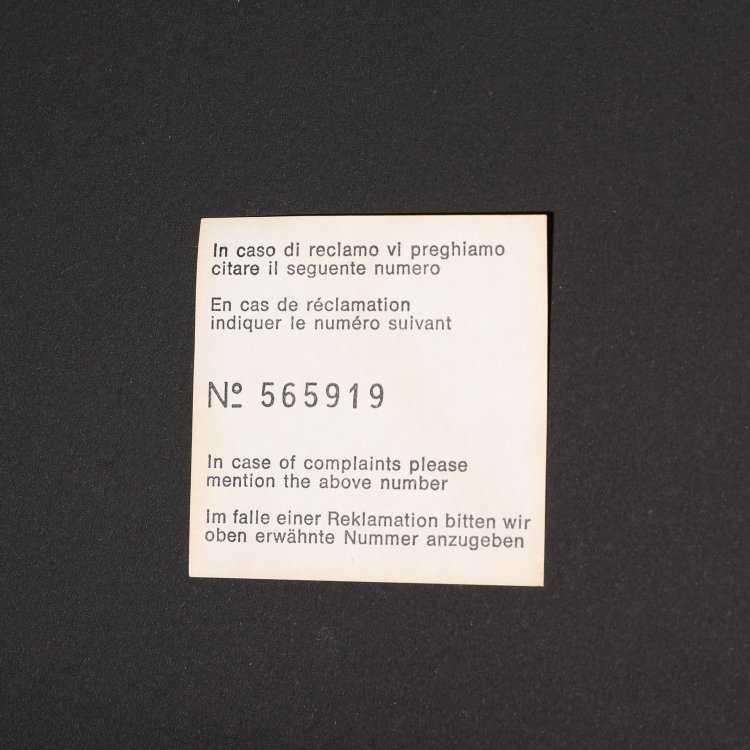 In caso di reclamo vi preghiamo
citare il seguente numero
En cas de réclamation
indiquer le numéro suivant
Nº 565919
In case of complaints please
mention the above number
Im falle einer Reklamation bitten wir
oben erwähnte Nummer anzugeben